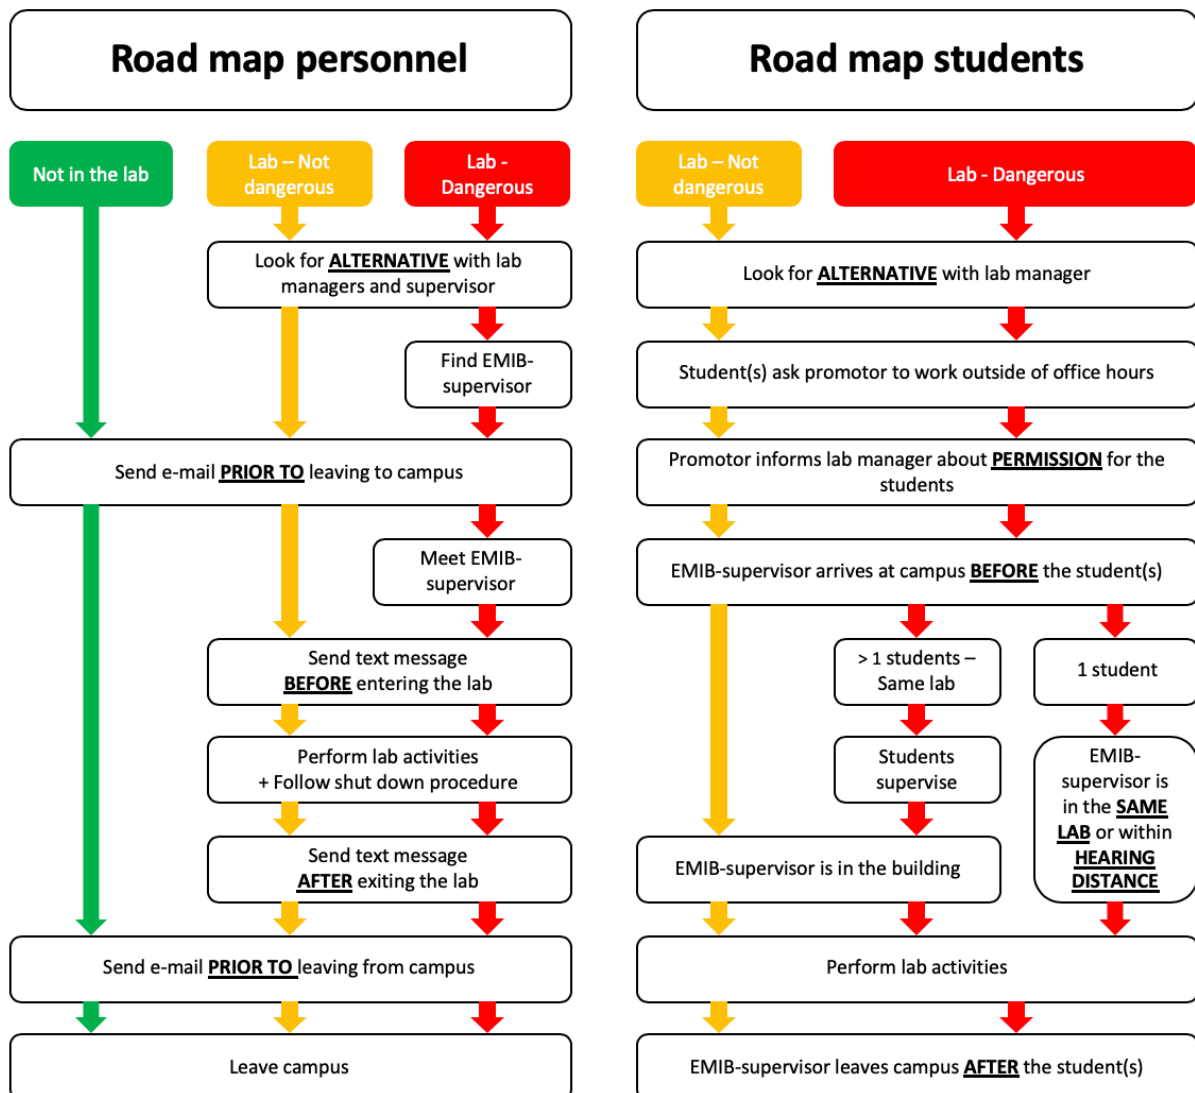 Road map personnel
Not in the lab
Lab – Not
dangerous
Lab -
Dangerous
Look for ALTERNATIVE with lab
managers and supervisor
Find EMIB-
supervisor
Send e-mail PRIOR TO leaving to campus
Meet EMIB-
supervisor
Send text message
BEFORE entering the lab
Perform lab activities
+ Follow shut down procedure
Send text message
AFTER exiting the lab
Send e-mail PRIOR TO leaving from campus
Leave campus
Road map students
Lab – Not
dangerous
Lab - Dangerous
Look for ALTERNATIVE with lab manager
Student(s) ask promotor to work outside of office hours
Promotor informs lab manager about PERMISSION for the
students
EMIB-supervisor arrives at campus BEFORE the student(s)
> 1 students –
Same lab
1 student
Students
supervise
EMIB-
supervisor is
in the SAME
LAB or within
HEARING
DISTANCE
EMIB-supervisor is in the building
Perform lab activities
EMIB-supervisor leaves campus AFTER the student(s)